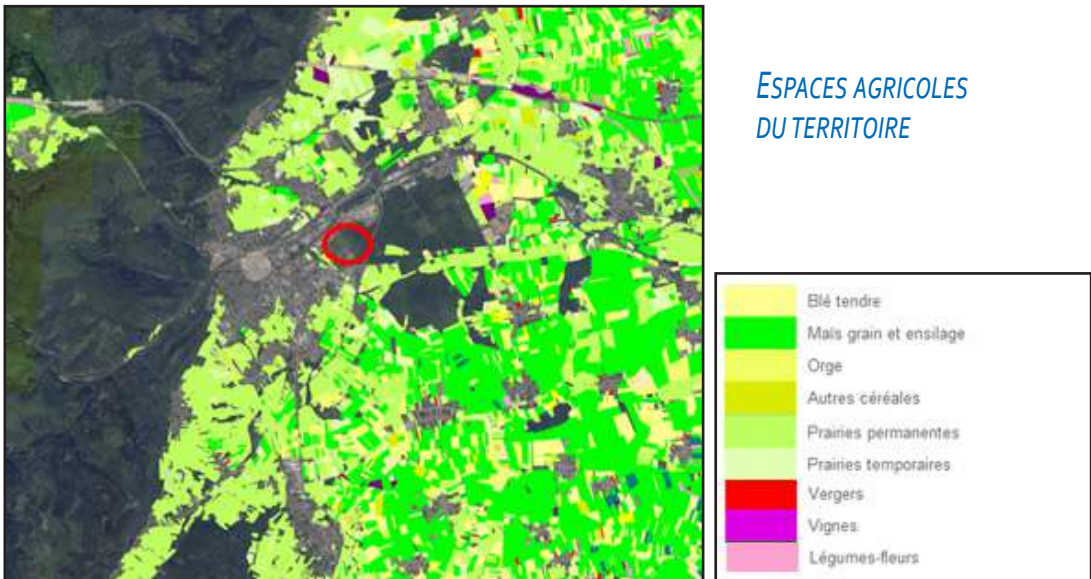 ESPACES AGRICOLES
DU TERRITOIRE
Blé tendre
Maïs grain et ensilage
Orge
Autres céréales
Prairies permanentes
Prairies temporaires
Vergers
Vignes
Légumes-fleurs